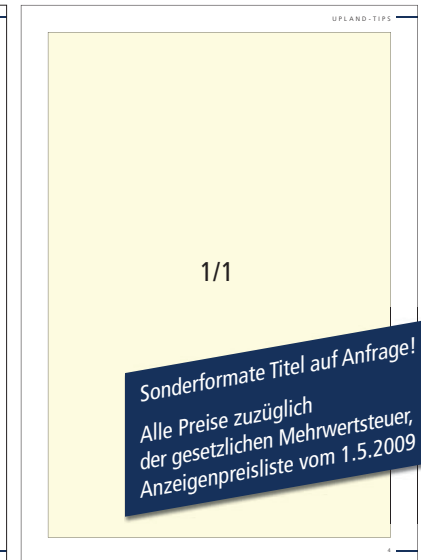 UPLAND-TIPS
1/1
Sonderformate Titel auf Anfrage!
Alle Preise zuzüglich
der gesetzlichen Mehrwertsteuer,
Anzeigenpreisliste vom 1.5.2009